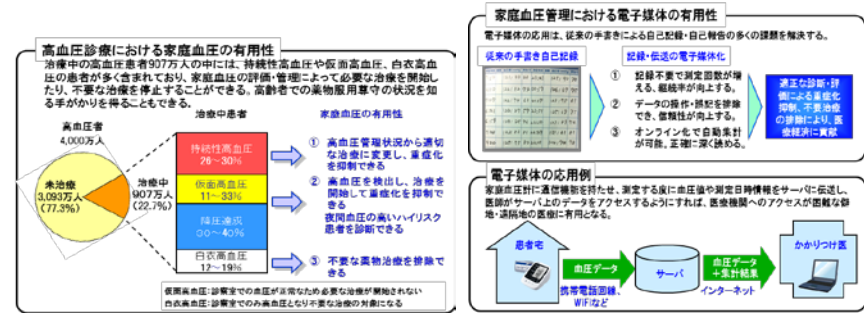 高血圧診療における家庭血圧の有用性
治療中の高血圧患者907万人の中には、持続性高血圧や仮面高血圧、白衣高血
圧の患者が多く含まれており、家庭血圧の評価・管理によって必要な治療を開始し
たり、不要な治療を停止することができる。高齢者での薬物服用遵守の状況を知
る手がかりを得ることもできる。
高血圧者
4,000万人
未治療
3,093万人
(77.3%)
治療中
907万人
(22.7%)
治療中患者
持続性高血圧
26～30%
仮面高血圧
11～33%
降圧達成
30～40%
白衣高血圧
12～19%
家庭血圧の有用性
① 高血圧管理状況から適切
な治療に変更し、重症化
を抑制できる
② 高血圧を検出し、治療を
開始して重症化を抑制で
きる
夜間血圧の高いハイリスク
患者を診断できる
③ 不要な薬物治療を排除で
きる
仮面高血圧:診察室での血圧が正常なため必要な治療が開始されない
白衣高血圧:診察室でのみ高血圧となり不要な治療の対象になる
家庭血圧管理における電子媒体の有用性
電子媒体の応用は、従来の手書きによる自己記録・自己報告の多くの課題を解決する。
従来の手書き自己記録
記録・伝送の電子媒体化
① 記録不要で測定回数が増
え、継続率が向上する。
② データの操作・誤記を排除
でき、信頼性が向上する。
③ オンライン化で自動集計
が可能、正確に深く読める。
適正な診断・評
価による重症化
抑制、不要治療
の排除により、医
療経済に貢献
電子媒体の応用例
家庭血圧計に通信機能を持たせ、測定する度に血圧値や測定日時情報をサーバに伝送し、
医師がサーバ上のデータをアクセスするようにすれば、医療機関へのアクセスが困難な僻
地・遠隔地の医療に有用となる。
患者宅
血圧データ
携帯電話回線、
WiFiなど
サーバ
血圧データ
+集計結果
インターネット
かかりつけ医